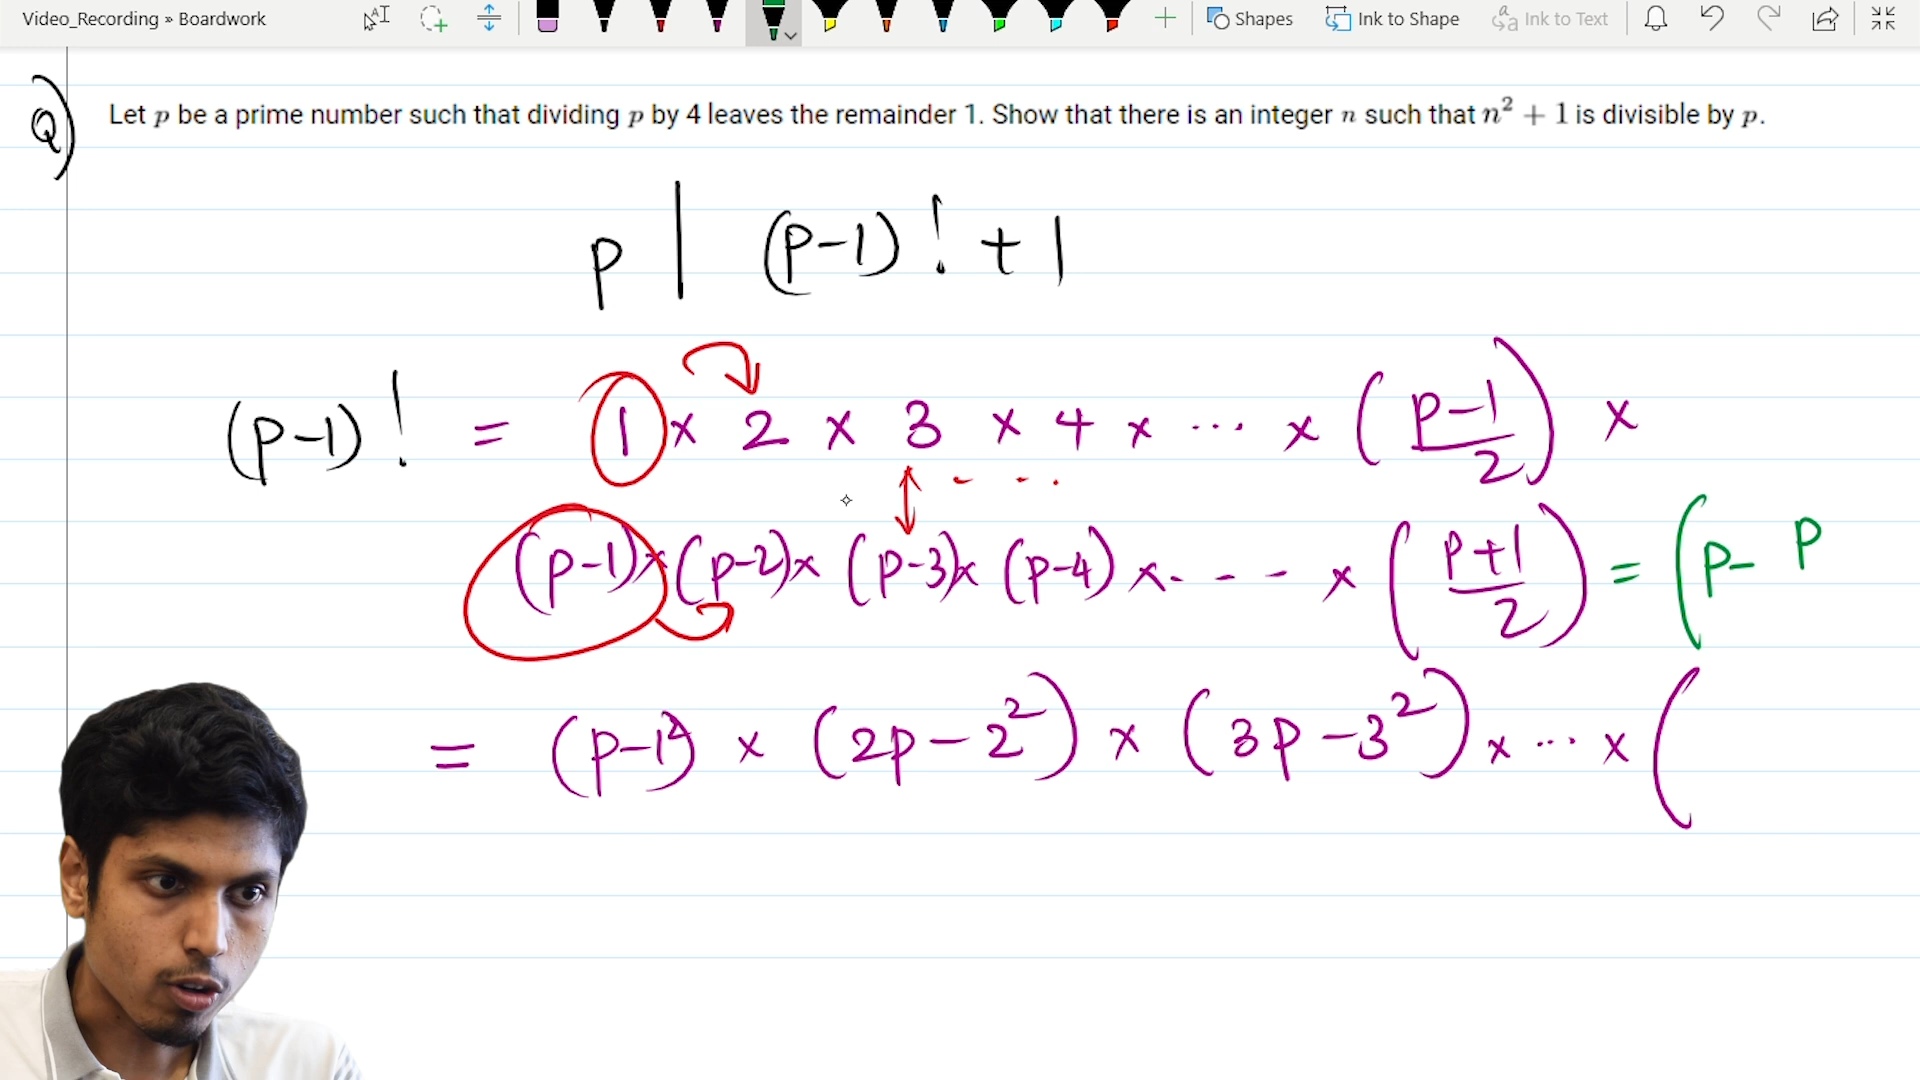 Video_Recording » Boardwork
Shapes
Ink to Shape
Ink to Text
Q)
Let p be a prime number such that dividing p by 4 leaves the remainder 1. Show that there is an integer n such that n² + 1 is divisible by p.
p | (p-1)! + 1
(p-1)! = 1 × 2 × 3 × 4 × ... × (p-1/2) ×
(p-1) × (p-2) × (p-3) × (p-4) × . - - - × (p+1/2) = (p- p
= (p-1²) × (2p-2²) × (3p-3²) × ... × (